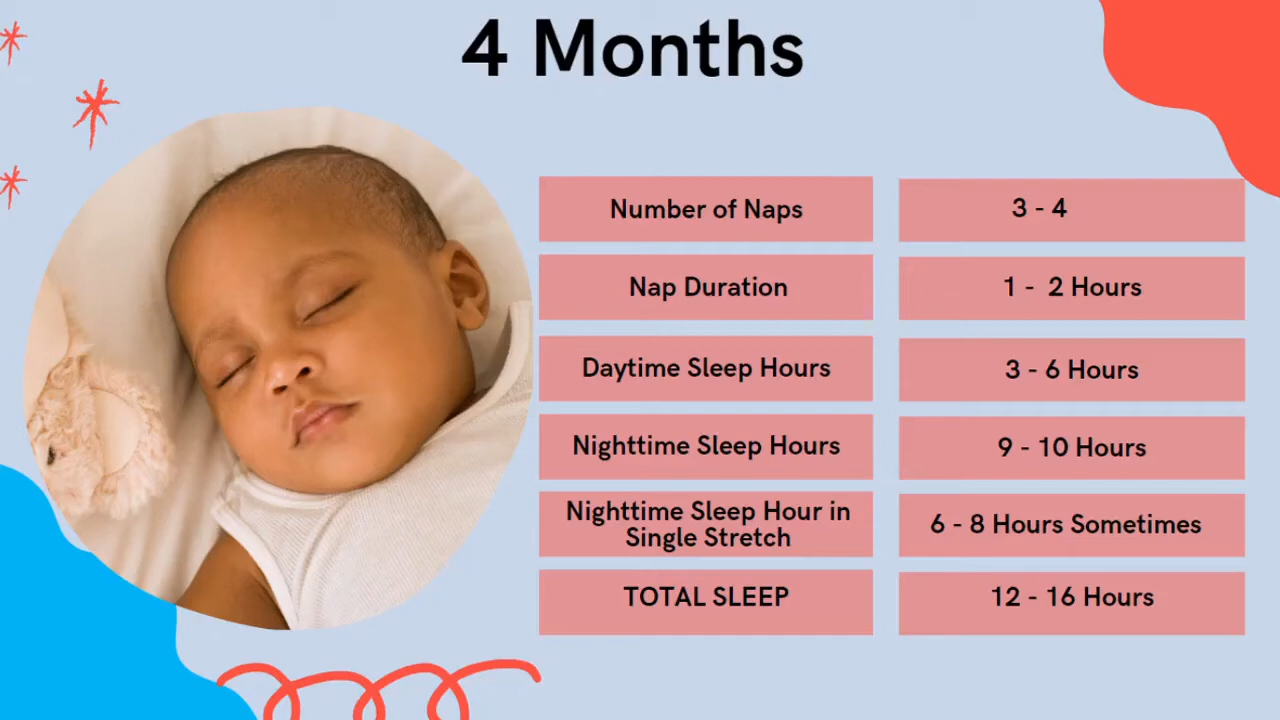 4 Months
Number of Naps
3 - 4
Nap Duration
1 - 2 Hours
Daytime Sleep Hours
3 - 6 Hours
Nighttime Sleep Hours
9 - 10 Hours
Nighttime Sleep Hour in
Single Stretch
6 - 8 Hours Sometimes
TOTAL SLEEP
12 - 16 Hours